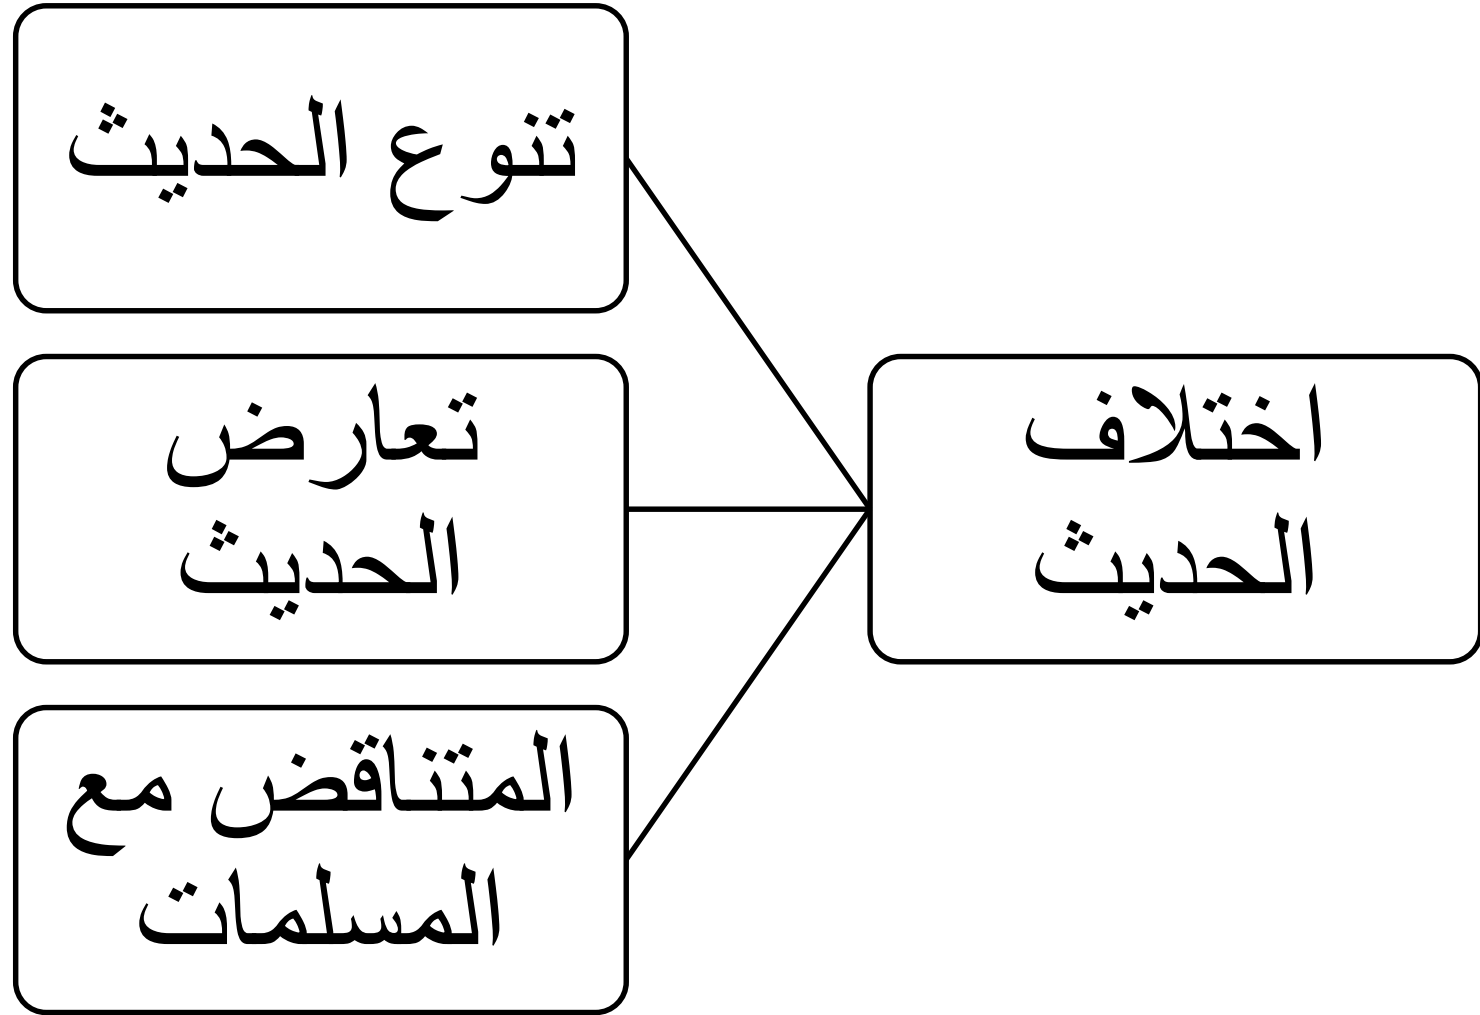 اختلاف
الحديث
تنوع الحديث
تعارض
الحديث
المتناقض مع
المسلمات